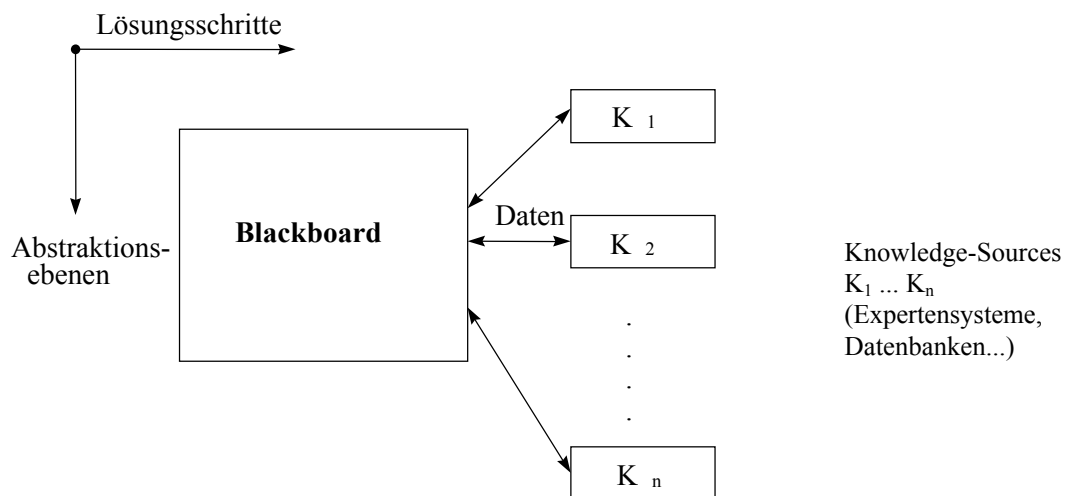 Lösungsschritte
K 1
Blackboard
Daten
K 2
Abstraktions-
ebenen
Knowledge-Sources
K1 ... Kn
(Expertensysteme,
Datenbanken...)
K n